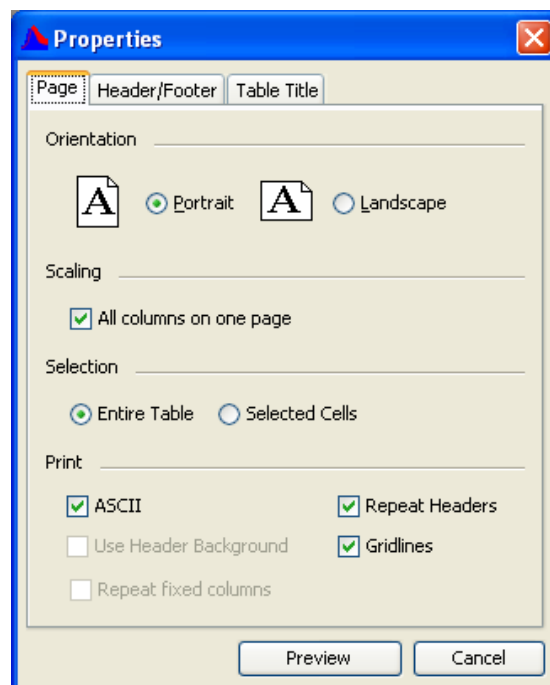 Properties
Page Header/Footer Table Title
Orientation
A Portrait A Landscape
Scaling
All columns on one page
Selection
Entire Table Selected Cells
Print
ASCII Repeat Headers
Use Header Background Gridlines
Repeat fixed columns
Preview Cancel